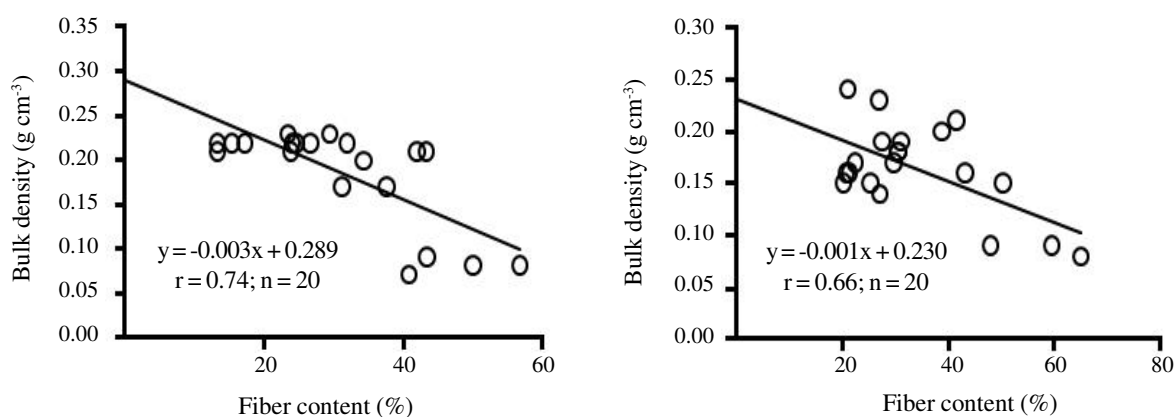 0.35
0.30
0.25
0.20
0.15
0.10
0.05
0.00
Bulk density (g cm⁻³)
y = -0.003x + 0.289
r = 0.74; n = 20
20 40 60
Fiber content (%)
0.30
0.25
0.20
0.15
0.10
0.05
0.00
Bulk density (g cm⁻³)
y = -0.001x + 0.230
r = 0.66; n = 20
20 40 60 80
Fiber content (%)